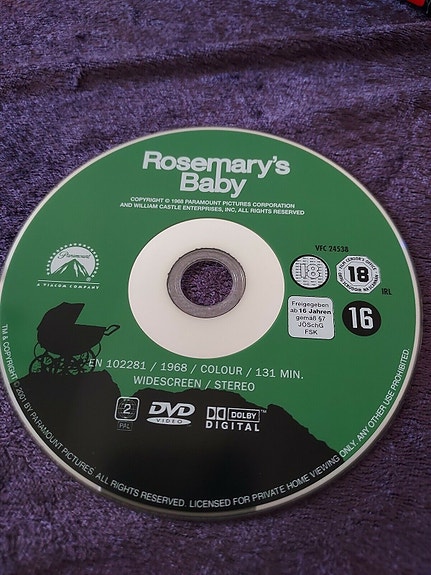 Rosemary's
Baby
COPYRIGHT © 1968 PARAMOUNT PICTURES CORPORATION
AND WILLIAM CASTLE ENTERPRISES, INC, ALL RIGHTS RESERVED
Paramount
A VIACOM COMPANY
VFC 24538
18
IRL
Freigegeben
ab 16 Jahren
gemäß §7
JÖSchG
FSK
16
EN 102281 / 1968 / COLOUR / 131 MIN.
WIDESCREEN / STEREO
2
PAL
DVD
VIDEO
DOLBY
DIGITAL
TM & COPYRIGHT © 2001 BY PARAMOUNT PICTURES. ALL RIGHTS RESERVED. LICENSED FOR PRIVATE HOME VIEWING ONLY. ANY OTHER USE PROHIBITED.